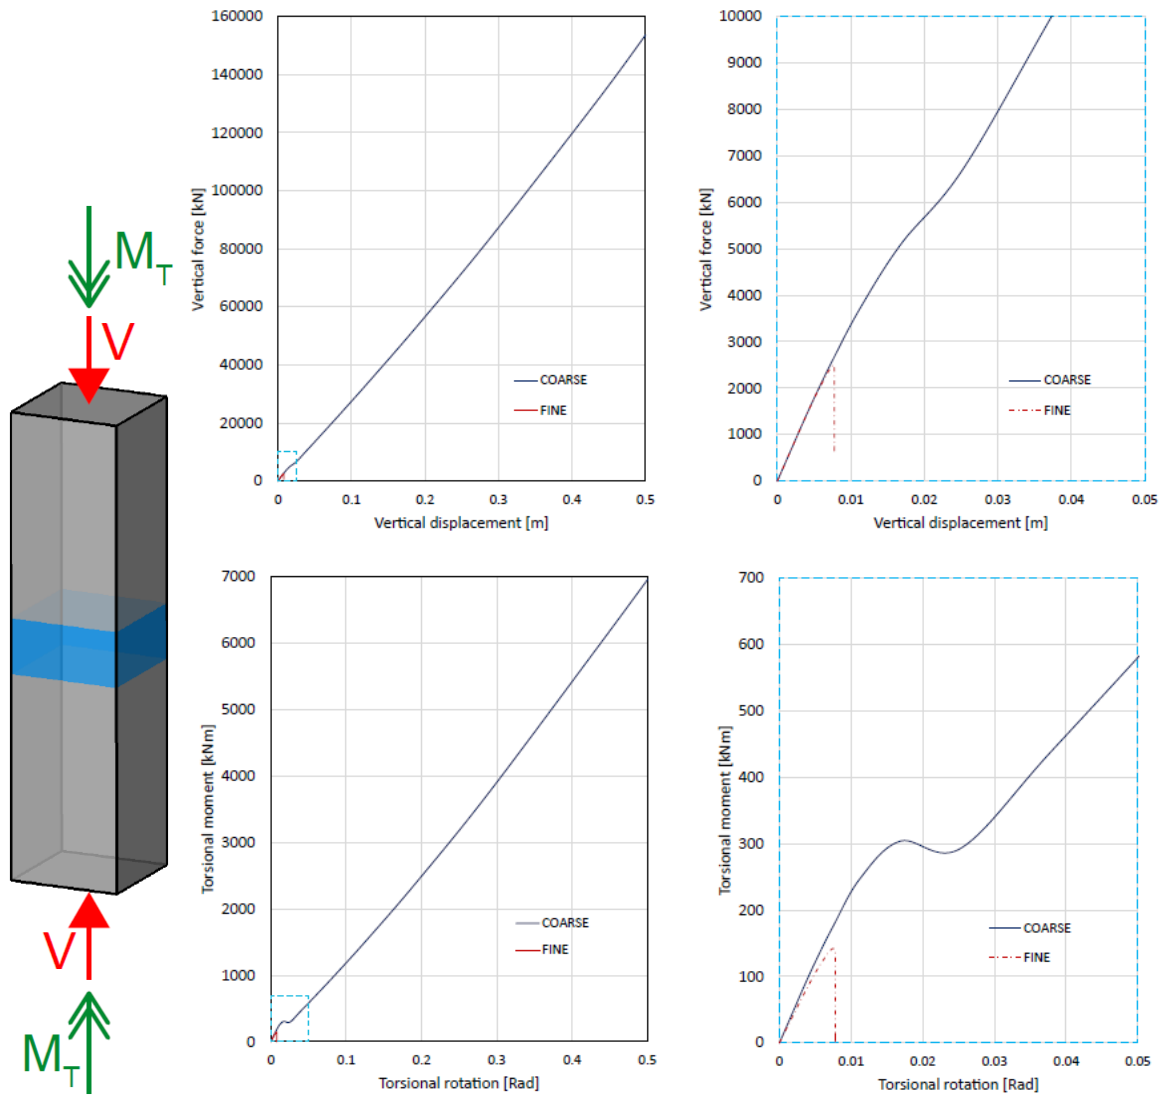 M_T
V
V
M_T
160000
140000
120000
100000
80000
60000
40000
20000
0
Vertical force [kN]
COARSE
FINE
0 0.1 0.2 0.3 0.4 0.5
Vertical displacement [m]
10000
9000
8000
7000
6000
5000
4000
3000
2000
1000
0
Vertical force [kN]
COARSE
FINE
0 0.01 0.02 0.03 0.04 0.05
Vertical displacement [m]
7000
6000
5000
4000
3000
2000
1000
0
Torsional moment [kNm]
COARSE
FINE
0 0.1 0.2 0.3 0.4 0.5
Torsional rotation [Rad]
700
600
500
400
300
200
100
0
Torsional moment [kNm]
COARSE
FINE
0 0.01 0.02 0.03 0.04 0.05
Torsional rotation [Rad]